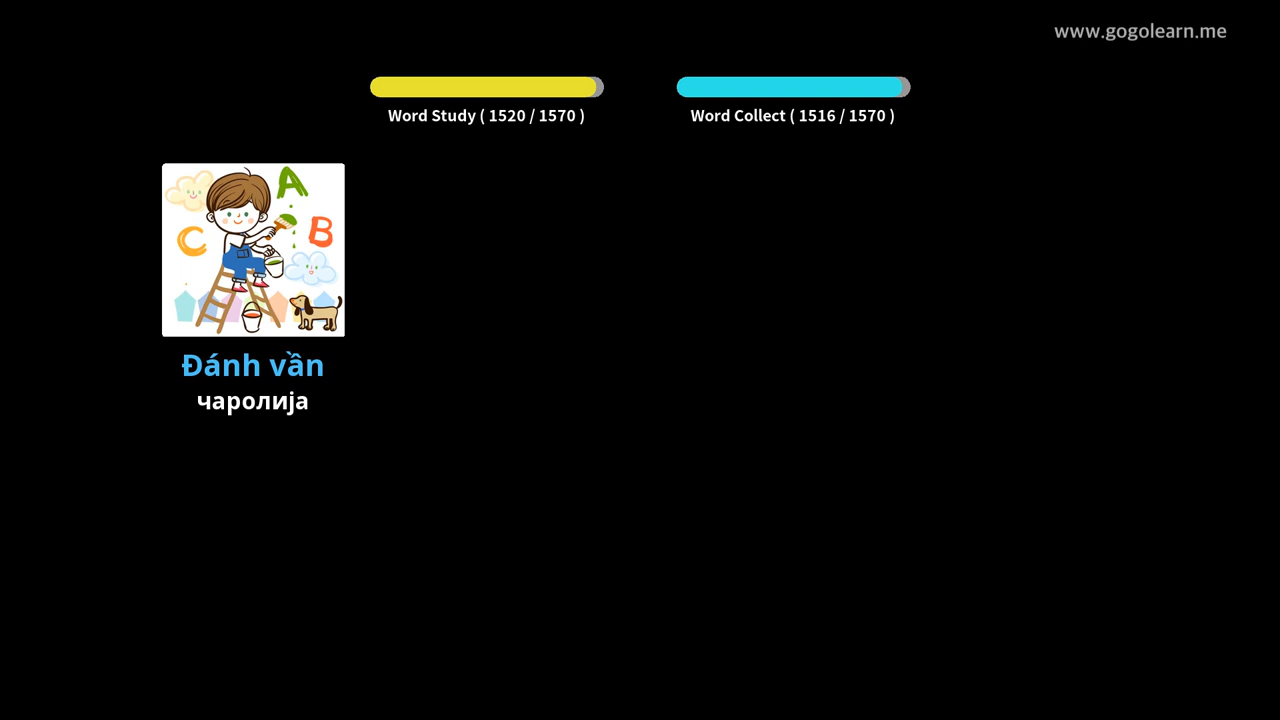 www.gogolearn.me
Word Study ( 1520 / 1570 )
Word Collect ( 1516 / 1570 )
A
B
C
Đánh vần
чаролија